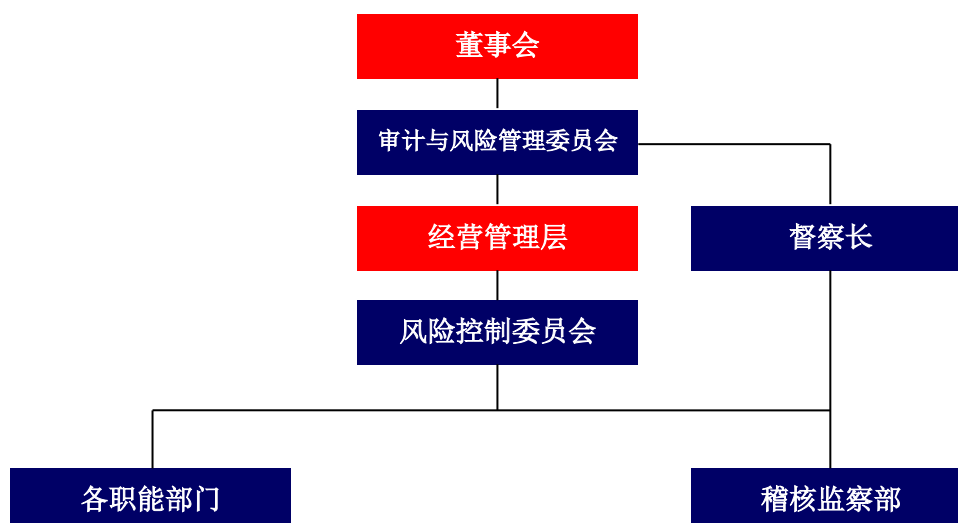 董事会
审计与风险管理委员会
经营管理层
督察长
风险控制委员会
各职能部门
稽核监察部